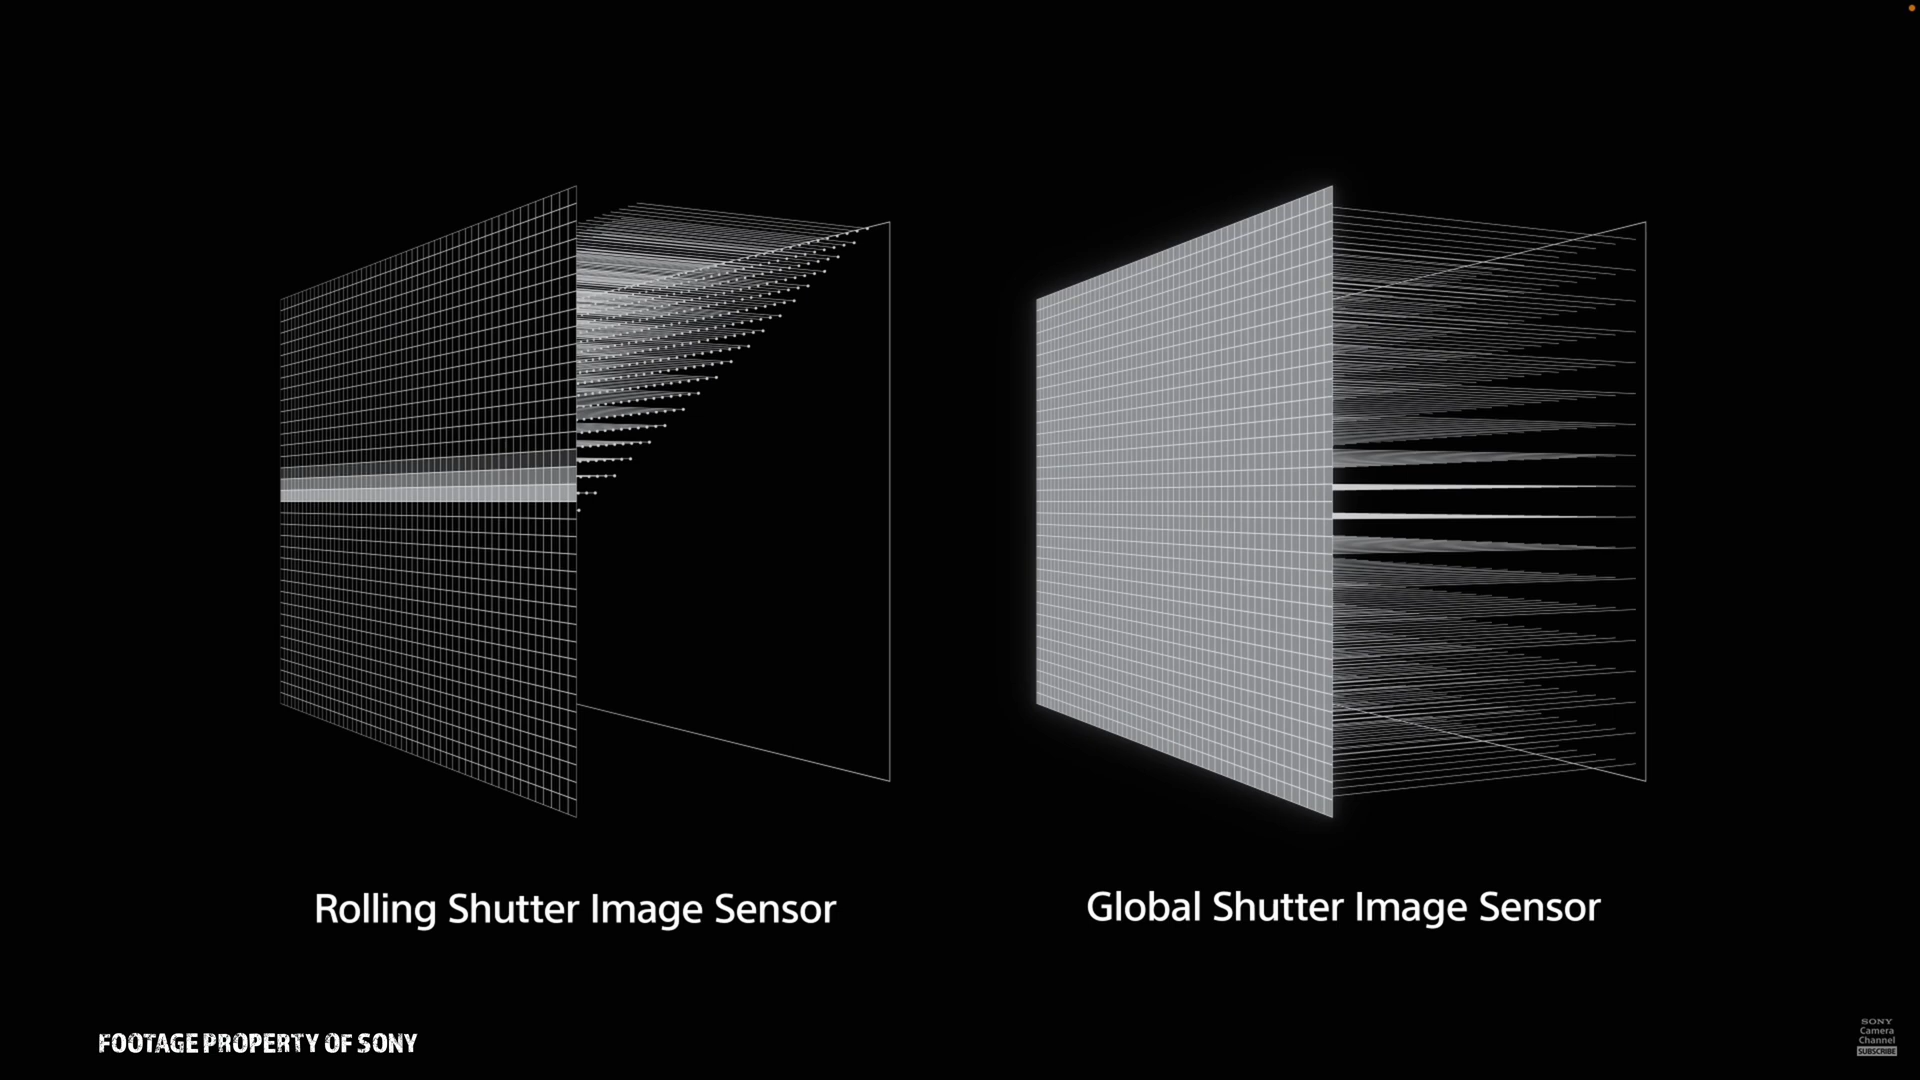 Rolling Shutter Image Sensor
Global Shutter Image Sensor
FOOTAGE PROPERTY OF SONY
SONY
Camera
Channel
SUBSCRIBE